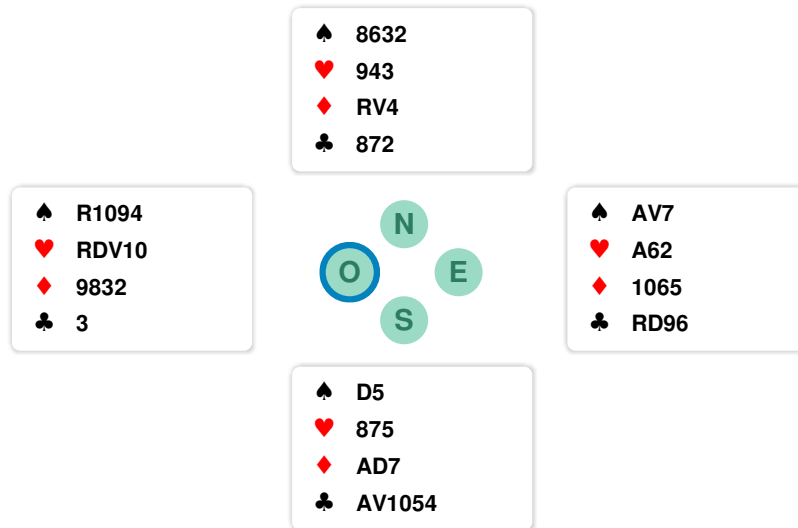 ♠ 8632
♥ 943
♦ RV4
♣ 872
♠ R1094
♥ RDV10
♦ 9832
♣ 3
N
O E
S
♠ AV7
♥ A62
♦ 1065
♣ RD96
♠ D5
♥ 875
♦ AD7
♣ AV1054